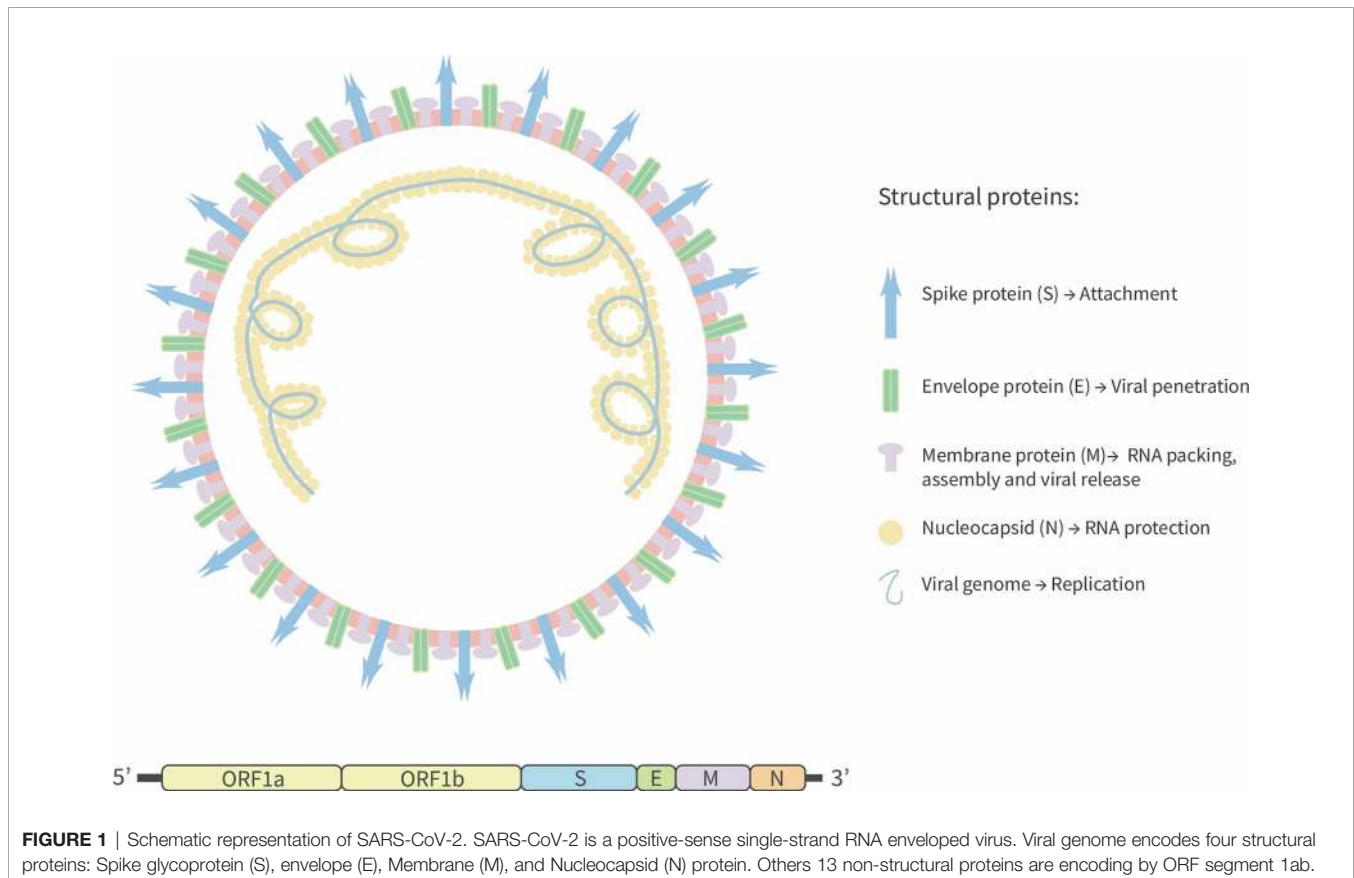 Structural proteins:
Spike protein (S) → Attachment
Envelope protein (E) → Viral penetration
Membrane protein (M)→ RNA packing,
assembly and viral release
Nucleocapsid (N) → RNA protection
Viral genome → Replication
5’ ORF1a ORF1b S E M N 3’
FIGURE 1 | Schematic representation of SARS-CoV-2. SARS-CoV-2 is a positive-sense single-strand RNA enveloped virus. Viral genome encodes four structural
proteins: Spike glycoprotein (S), envelope (E), Membrane (M), and Nucleocapsid (N) protein. Others 13 non-structural proteins are encoding by ORF segment 1ab.